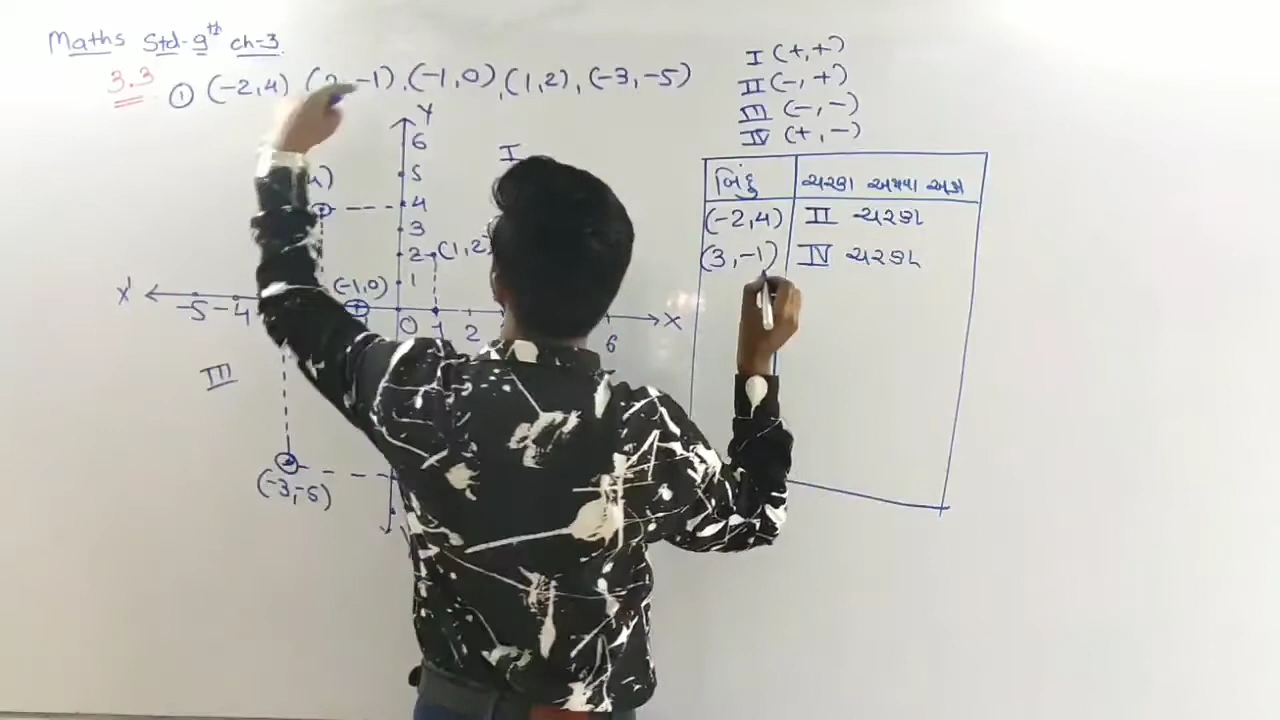 Maths Std-9th ch-3
3.3 ① (-2,4) -1), (-1,0), (1,2), (-3,-5)
I (+,+)
II (-,+)
III (-,-)
IV (+,-)
બિંદુ ચરણ અથવા અક્ષ
(-2,4) II ચરણ
(3,-1) IV ચરણ
Y
6
5
4
3
2 (1,2)
1
I
(-1,0)
X' -5 -4 0 1 2 6 X
III
(-3,-5)